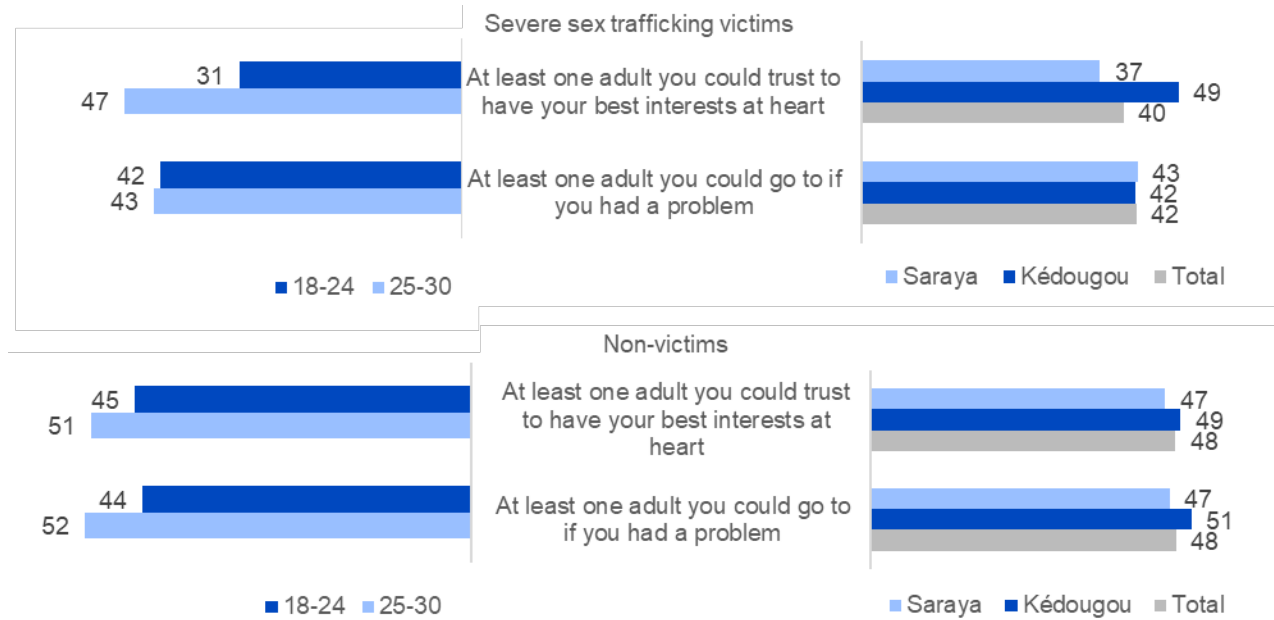 Severe sex trafficking victims
31
47
At least one adult you could trust to
have your best interests at heart
37
49
40
42
43
At least one adult you could go to if
you had a problem
43
42
42
18-24 25-30
Saraya Kédougou Total
Non-victims
45
51
At least one adult you could trust
to have your best interests at
heart
47
49
48
44
52
At least one adult you could go to
if you had a problem
47
51
48
18-24 25-30
Saraya Kédougou Total